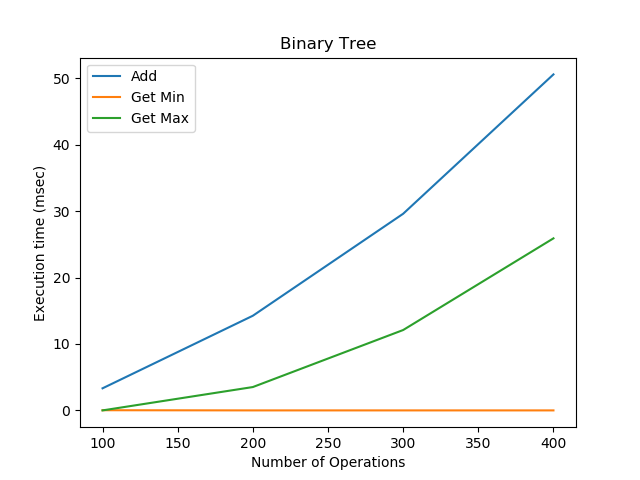 Binary Tree
Add
Get Min
Get Max
50
40
30
20
10
0
Execution time (msec)
100
150
200
250
300
350
400
Number of Operations